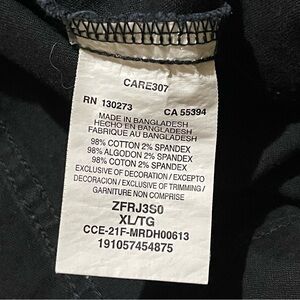 CARE307
RN 130273 CA 55394
MADE IN BANGLADESH
HECHO EN BANGLADESH
FABRIQUE AU BANGLADESH
98% COTTON 2% SPANDEX
98% ALGODON 2% SPANDEX
98% COTON 2% SPANDEX
EXCLUSIVE OF DECORATION / EXCEPTO
DECORACION / EXCLUSIVE OF TRIMMING /
GARNITURE NON COMPRISE
ZFRJ3S0
XL/TG
CCE-21F-MRDH00613
191057454875